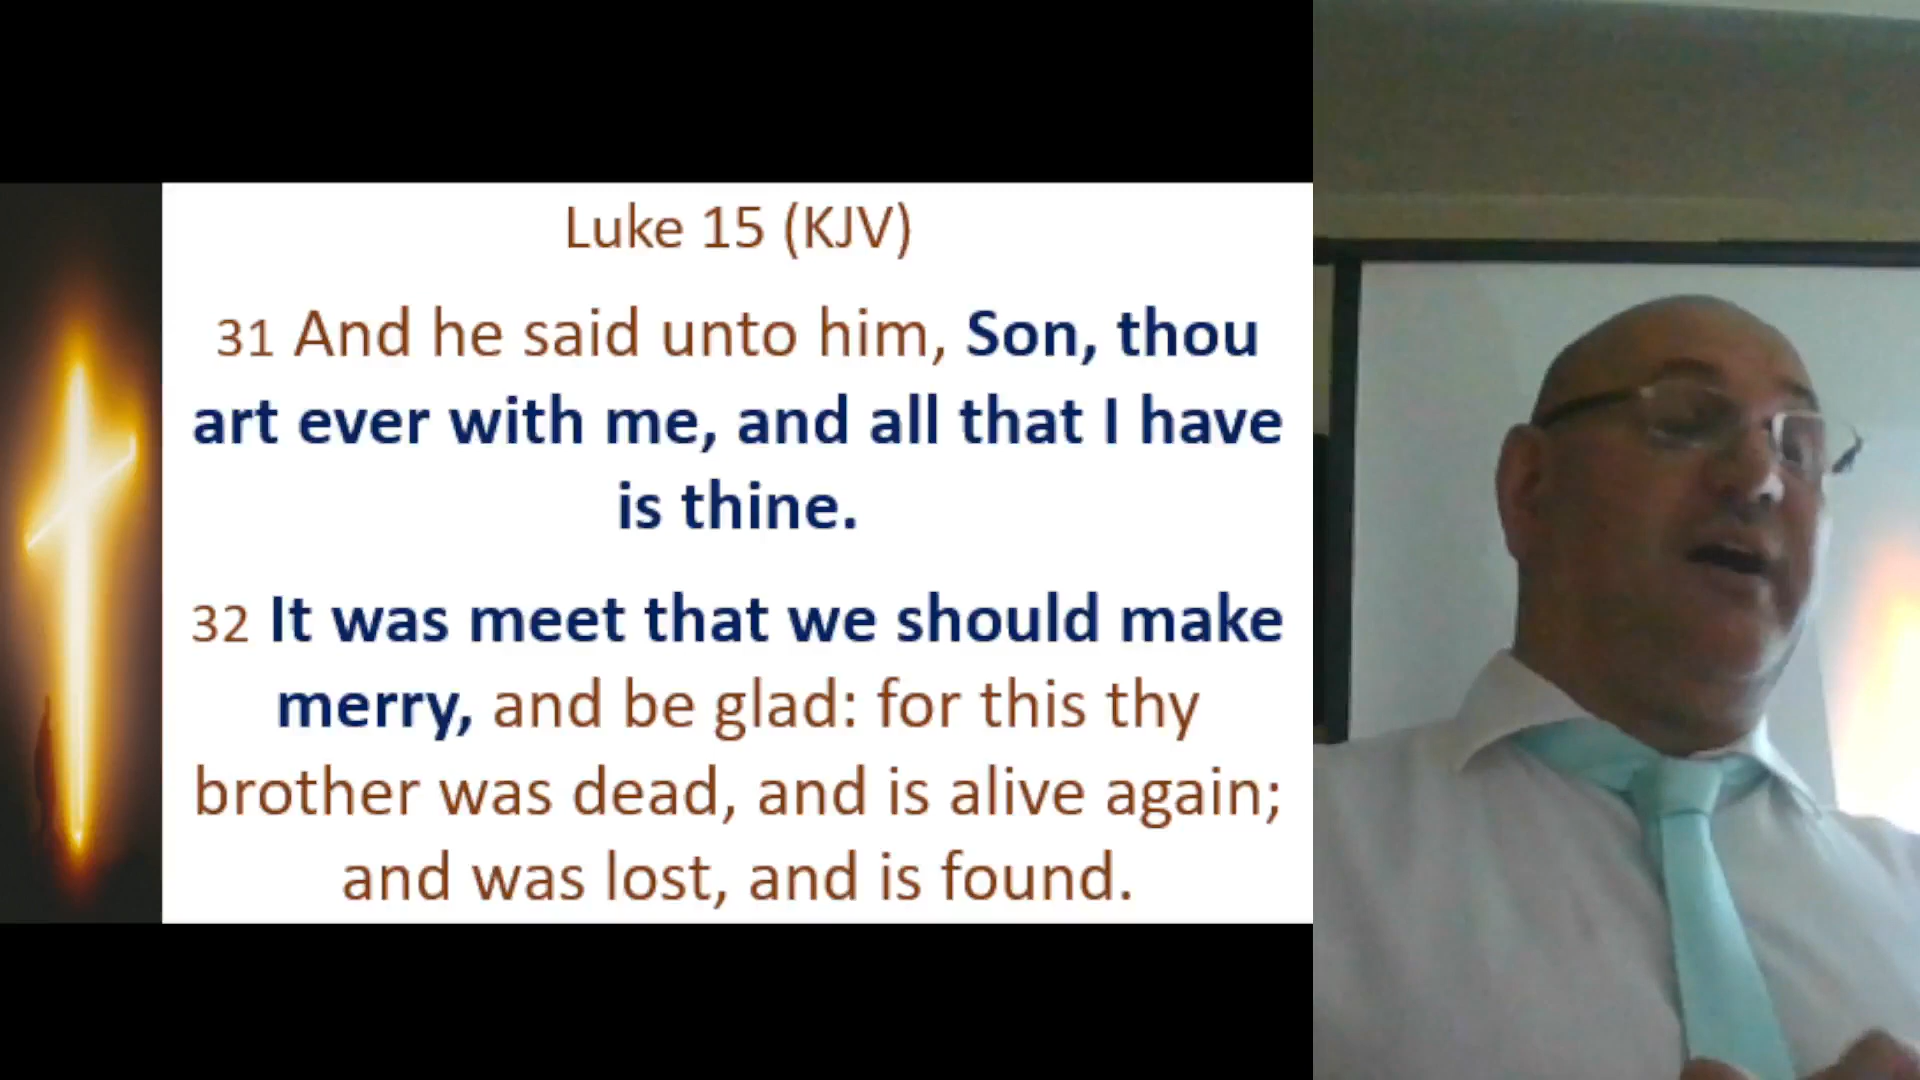 Luke 15 (KJV)
31 And he said unto him, Son, thou
art ever with me, and all that I have
is thine.
32 It was meet that we should make
merry, and be glad: for this thy
brother was dead, and is alive again;
and was lost, and is found.